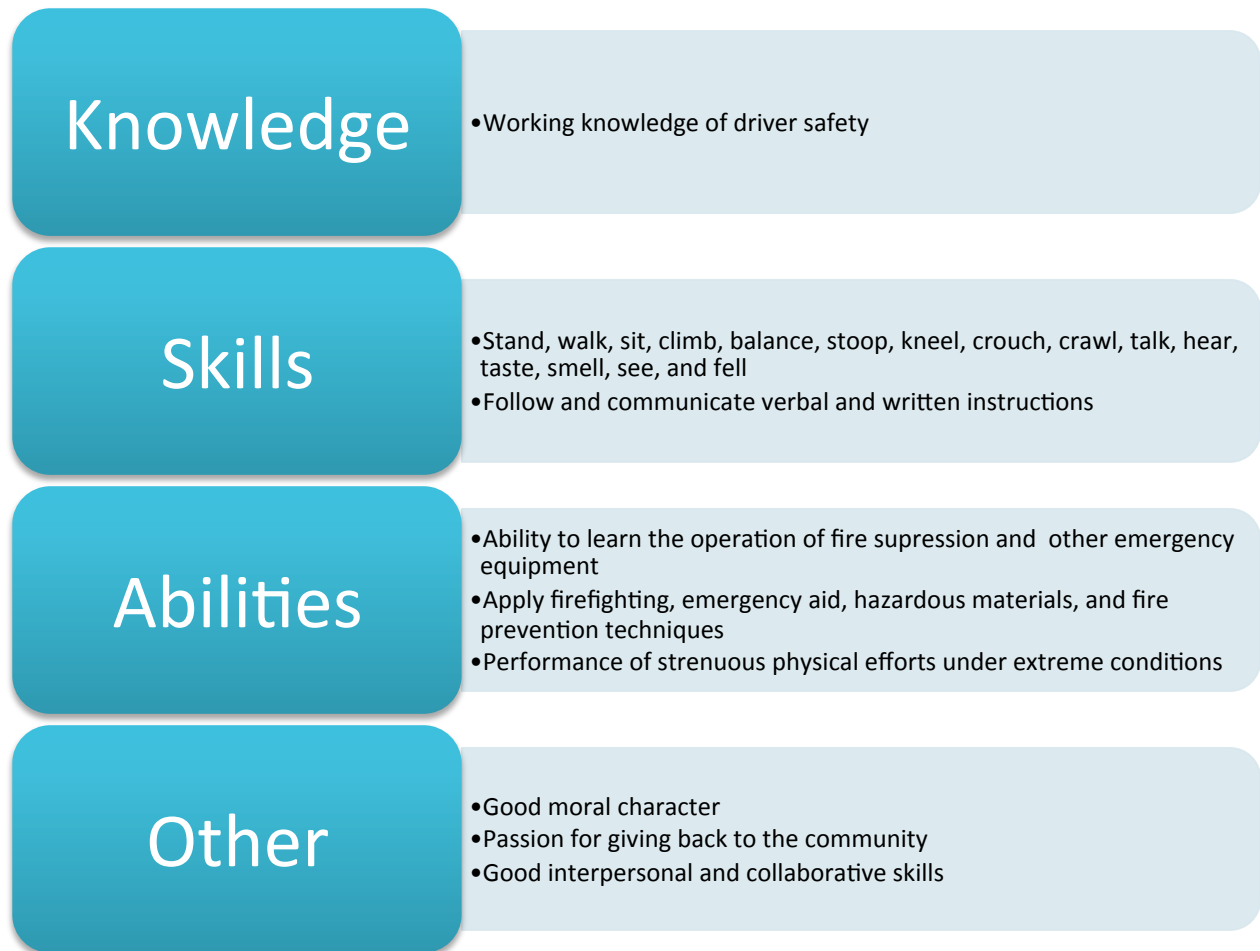 Knowledge
•Working knowledge of driver safety
Skills
•Stand, walk, sit, climb, balance, stoop, kneel, crouch, crawl, talk, hear,
taste, smell, see, and fell
•Follow and communicate verbal and written instructions
Abilities
•Ability to learn the operation of fire supression and  other emergency
equipment
•Apply firefighting, emergency aid, hazardous materials, and fire
prevention techniques
•Performance of strenuous physical efforts under extreme conditions
Other
•Good moral character
•Passion for giving back to the community
•Good interpersonal and collaborative skills